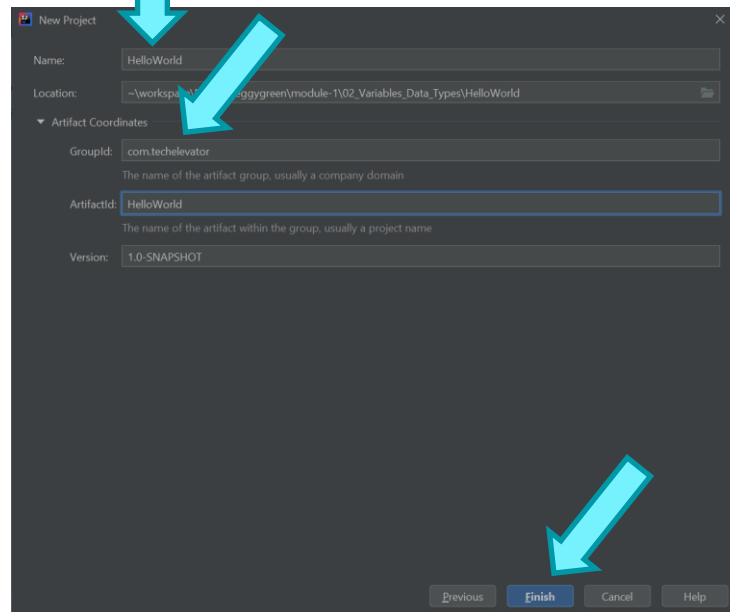 New Project
Name: HelloWorld
Location: ~\workspa eggygreen\module-1\02_Variables_Data_Types\HelloWorld
Artifact Coordinates
GroupId: com.techelevator
The name of the artifact group, usually a company domain
ArtifactId: HelloWorld
The name of the artifact within the group, usually a project name
Version: 1.0-SNAPSHOT
Previous Finish Cancel Help